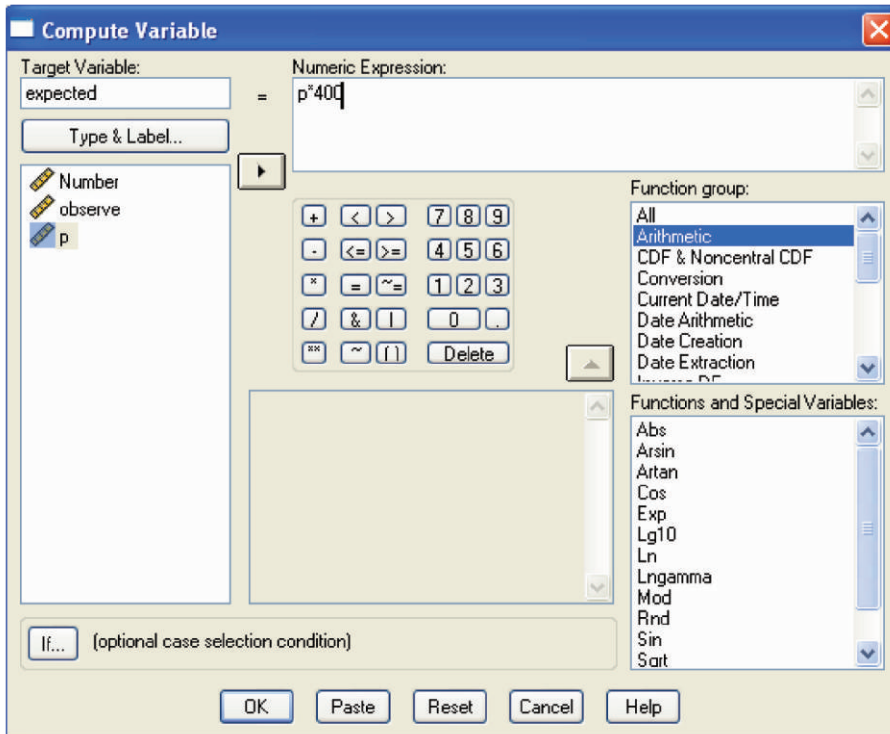 Compute Variable
Target Variable:
expected
=
Numeric Expression:
p*400
Type & Label...
Number
observe
p
+ < > 7 8 9
- <= >= 4 5 6
* = ~= 1 2 3
/ & | 0 .
** ~ () Delete
Function group:
All
Arithmetic
CDF & Noncentral CDF
Conversion
Current Date/Time
Date Arithmetic
Date Creation
Date Extraction
Functions and Special Variables:
Abs
Arsin
Artan
Cos
Exp
Lg10
Ln
Lngamma
Mod
Rnd
Sin
Sqrt
If...
(optional case selection condition)
OK Paste Reset Cancel Help